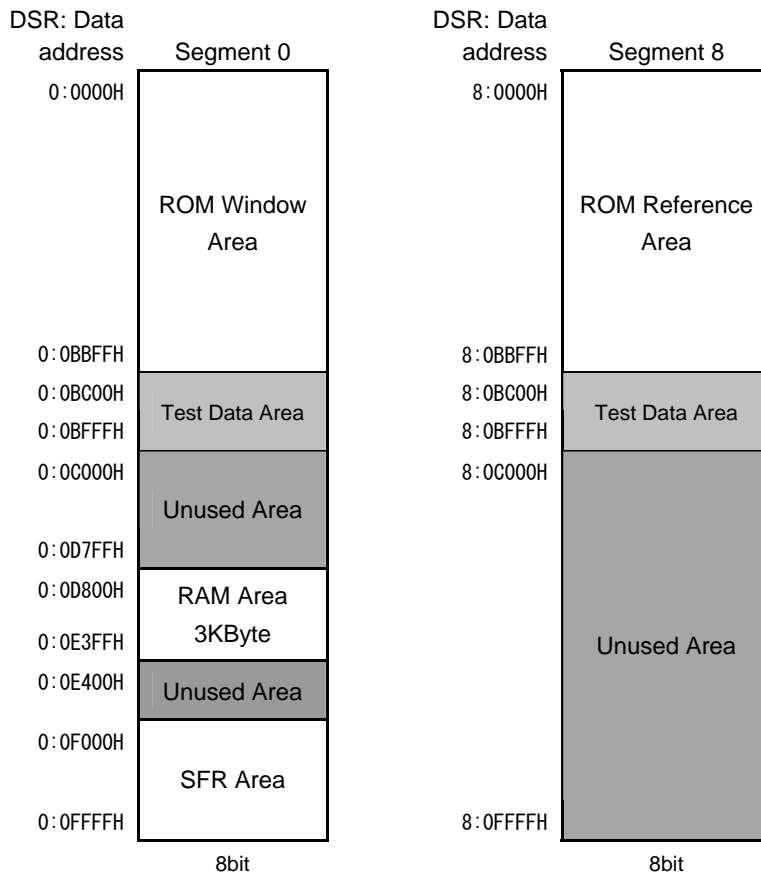 DSR: Data
address
Segment 0
0:0000H
ROM Window
Area
0:0BBFFH
0:0BC00H
Test Data Area
0:0BFFFH
0:0C000H
Unused Area
0:0D7FFH
0:0D800H
RAM Area
3KByte
0:0E3FFH
0:0E400H
Unused Area
0:0F000H
SFR Area
0:0FFFFH
8bit
DSR: Data
address
Segment 8
8:0000H
ROM Reference
Area
8:0BBFFH
8:0BC00H
Test Data Area
8:0BFFFH
8:0C000H
Unused Area
8:0FFFFH
8bit